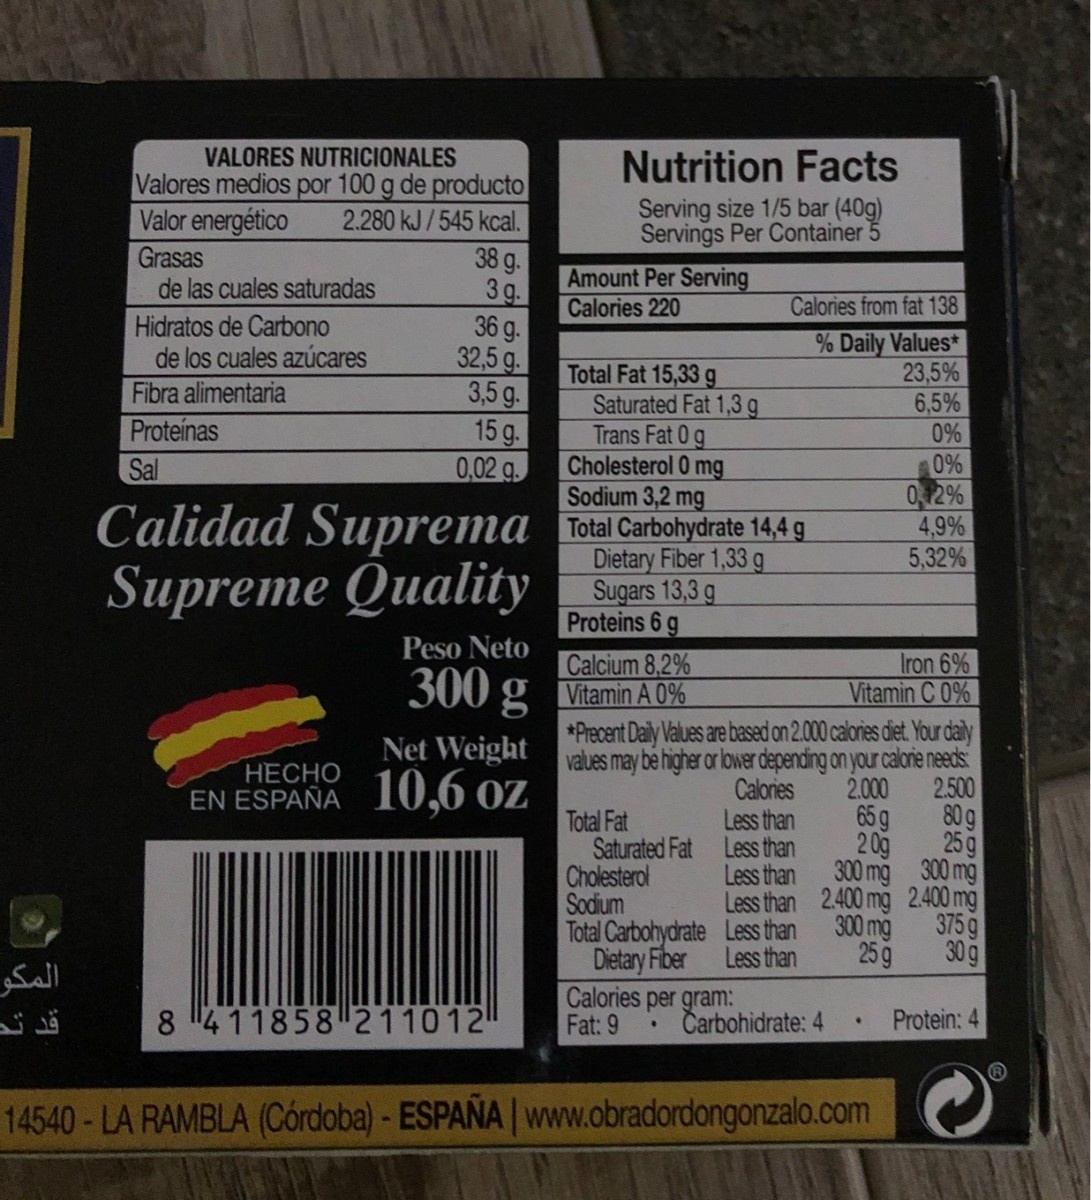 VALORES NUTRICIONALES
Valores medios por 100 g de producto
Valor energético 2.280 kJ / 545 kcal.
Grasas 38 g.
de las cuales saturadas 3 g.
Hidratos de Carbono 36 g.
de los cuales azúcares 32,5 g.
Fibra alimentaria 3,5 g.
Proteínas 15 g.
Sal 0,02 g.
Calidad Suprema
Supreme Quality
Peso Neto
300 g
Net Weight
10,6 oz
HECHO
EN ESPAÑA
8 411858 211012
Nutrition Facts
Serving size 1/5 bar (40g)
Servings Per Container 5
Amount Per Serving
Calories 220 Calories from fat 138
% Daily Values*
Total Fat 15,33 g 23,5%
Saturated Fat 1,3 g 6,5%
Trans Fat 0 g 0%
Cholesterol 0 mg 0%
Sodium 3,2 mg 0,12%
Total Carbohydrate 14,4 g 4,9%
Dietary Fiber 1,33 g 5,32%
Sugars 13,3 g
Proteins 6 g
Calcium 8,2% Iron 6%
Vitamin A 0% Vitamin C 0%
*Precent Daily Values are based on 2.000 calories diet. Your daily
values may be higher or lower depending on your calorie needs:
Calories 2.000 2.500
Total Fat Less than 65 g 80 g
Saturated Fat Less than 2 0g 25 g
Cholesterol Less than 300 mg 300 mg
Sodium Less than 2.400 mg 2.400 mg
Total Carbohydrate Less than 300 mg 375 g
Dietary Fiber Less than 25 g 30 g
Calories per gram:
Fat: 9 • Carbohidrate: 4 • Protein: 4
المكو
قد تح
14540 - LA RAMBLA (Córdoba) - ESPAÑA | www.obradordongonzalo.com
®